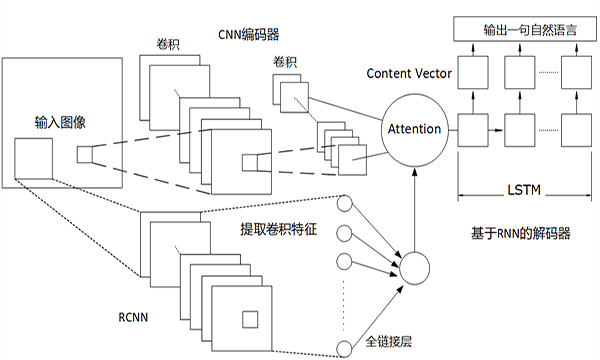 CNN编码器
卷积
卷积
输入图像
Content Vector
Attention
输出一句自然语言
LSTM
基于RNN的解码器
提取卷积特征
RCNN
全链接层